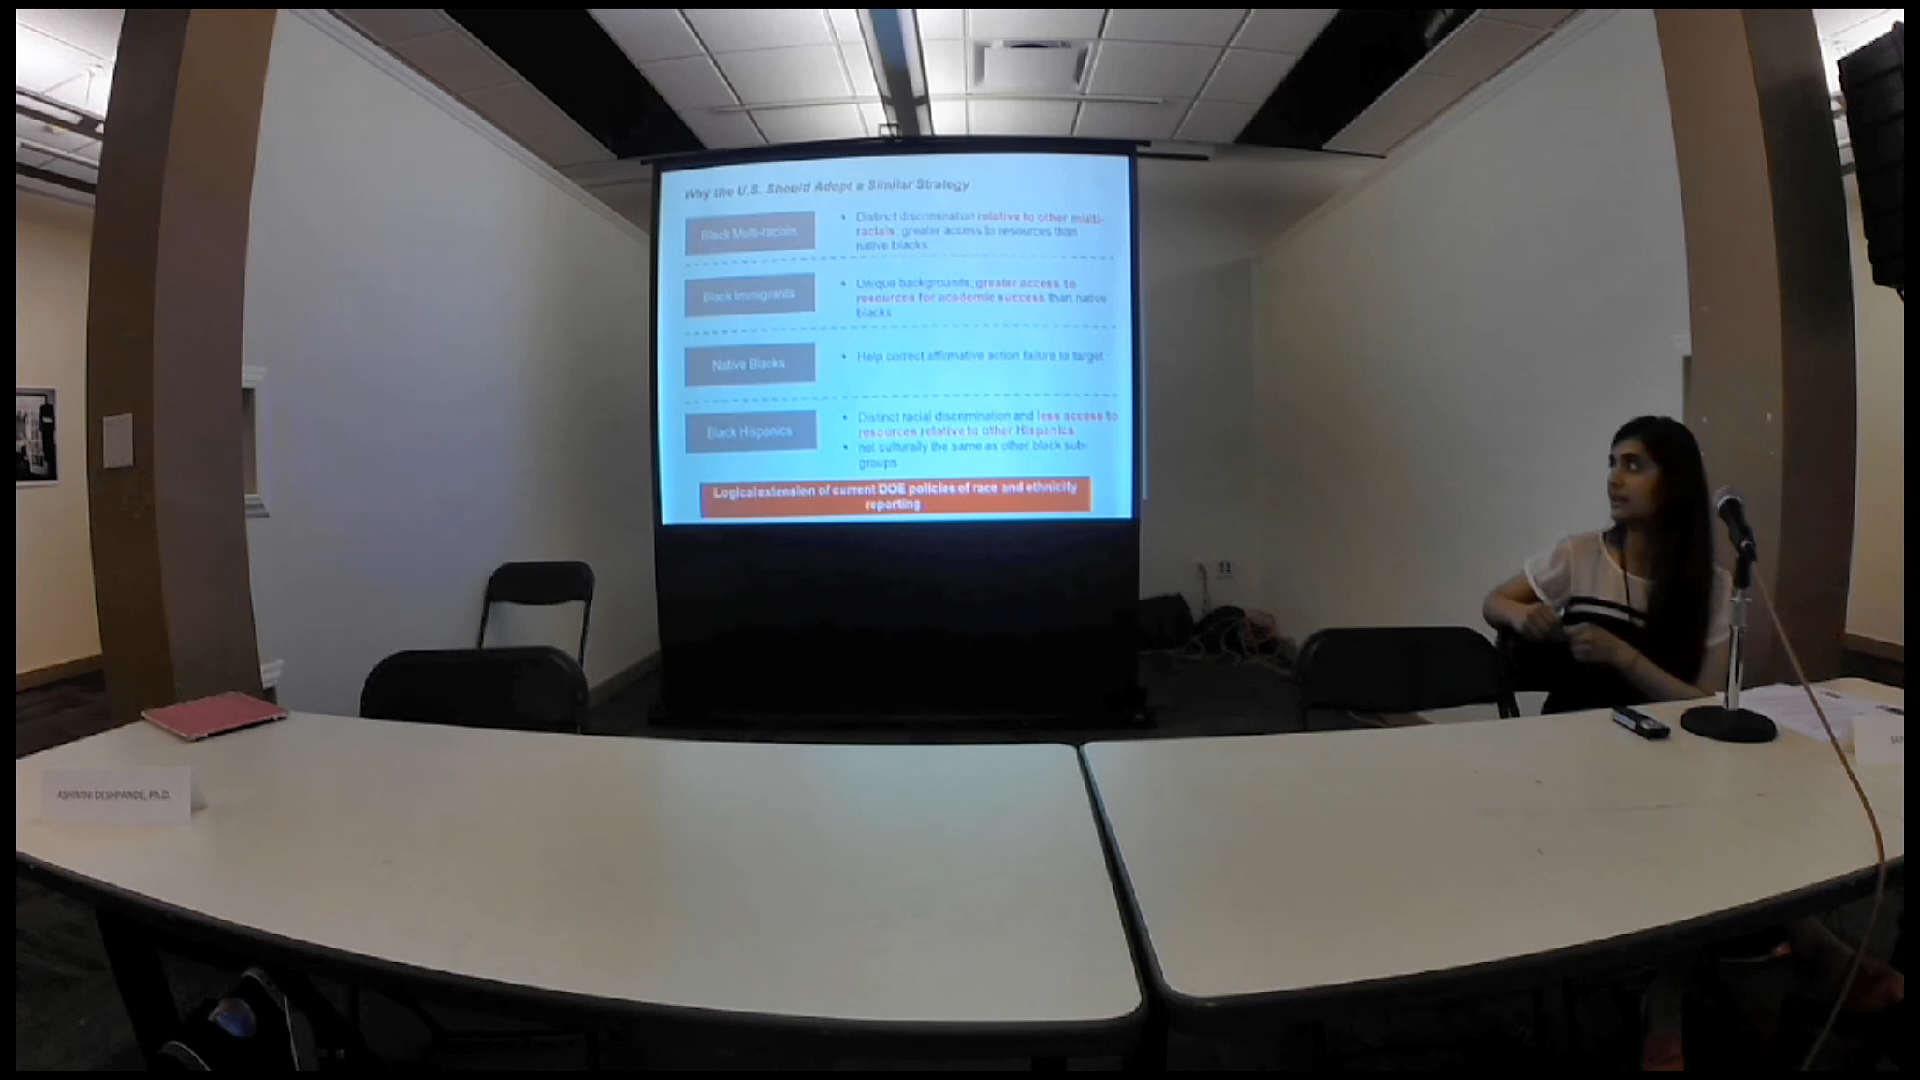 Why the U.S. Should Adopt a Similar Strategy
Black Multi-racials
• Distinct discrimination relative to other multi-
racials, greater access to resources than
native blacks
Black Immigrants
• Unique backgrounds, greater access to
resources for academic success than native
blacks
Native Blacks
• Help correct affirmative action failure to target
Black Hispanics
• Distinct racial discrimination and less access to
resources relative to other Hispanics
• not culturally the same as other black sub-
groups
Logical extension of current DOE policies of race and ethnicity
reporting
ASHWINI DESHPANDE, PH.D.